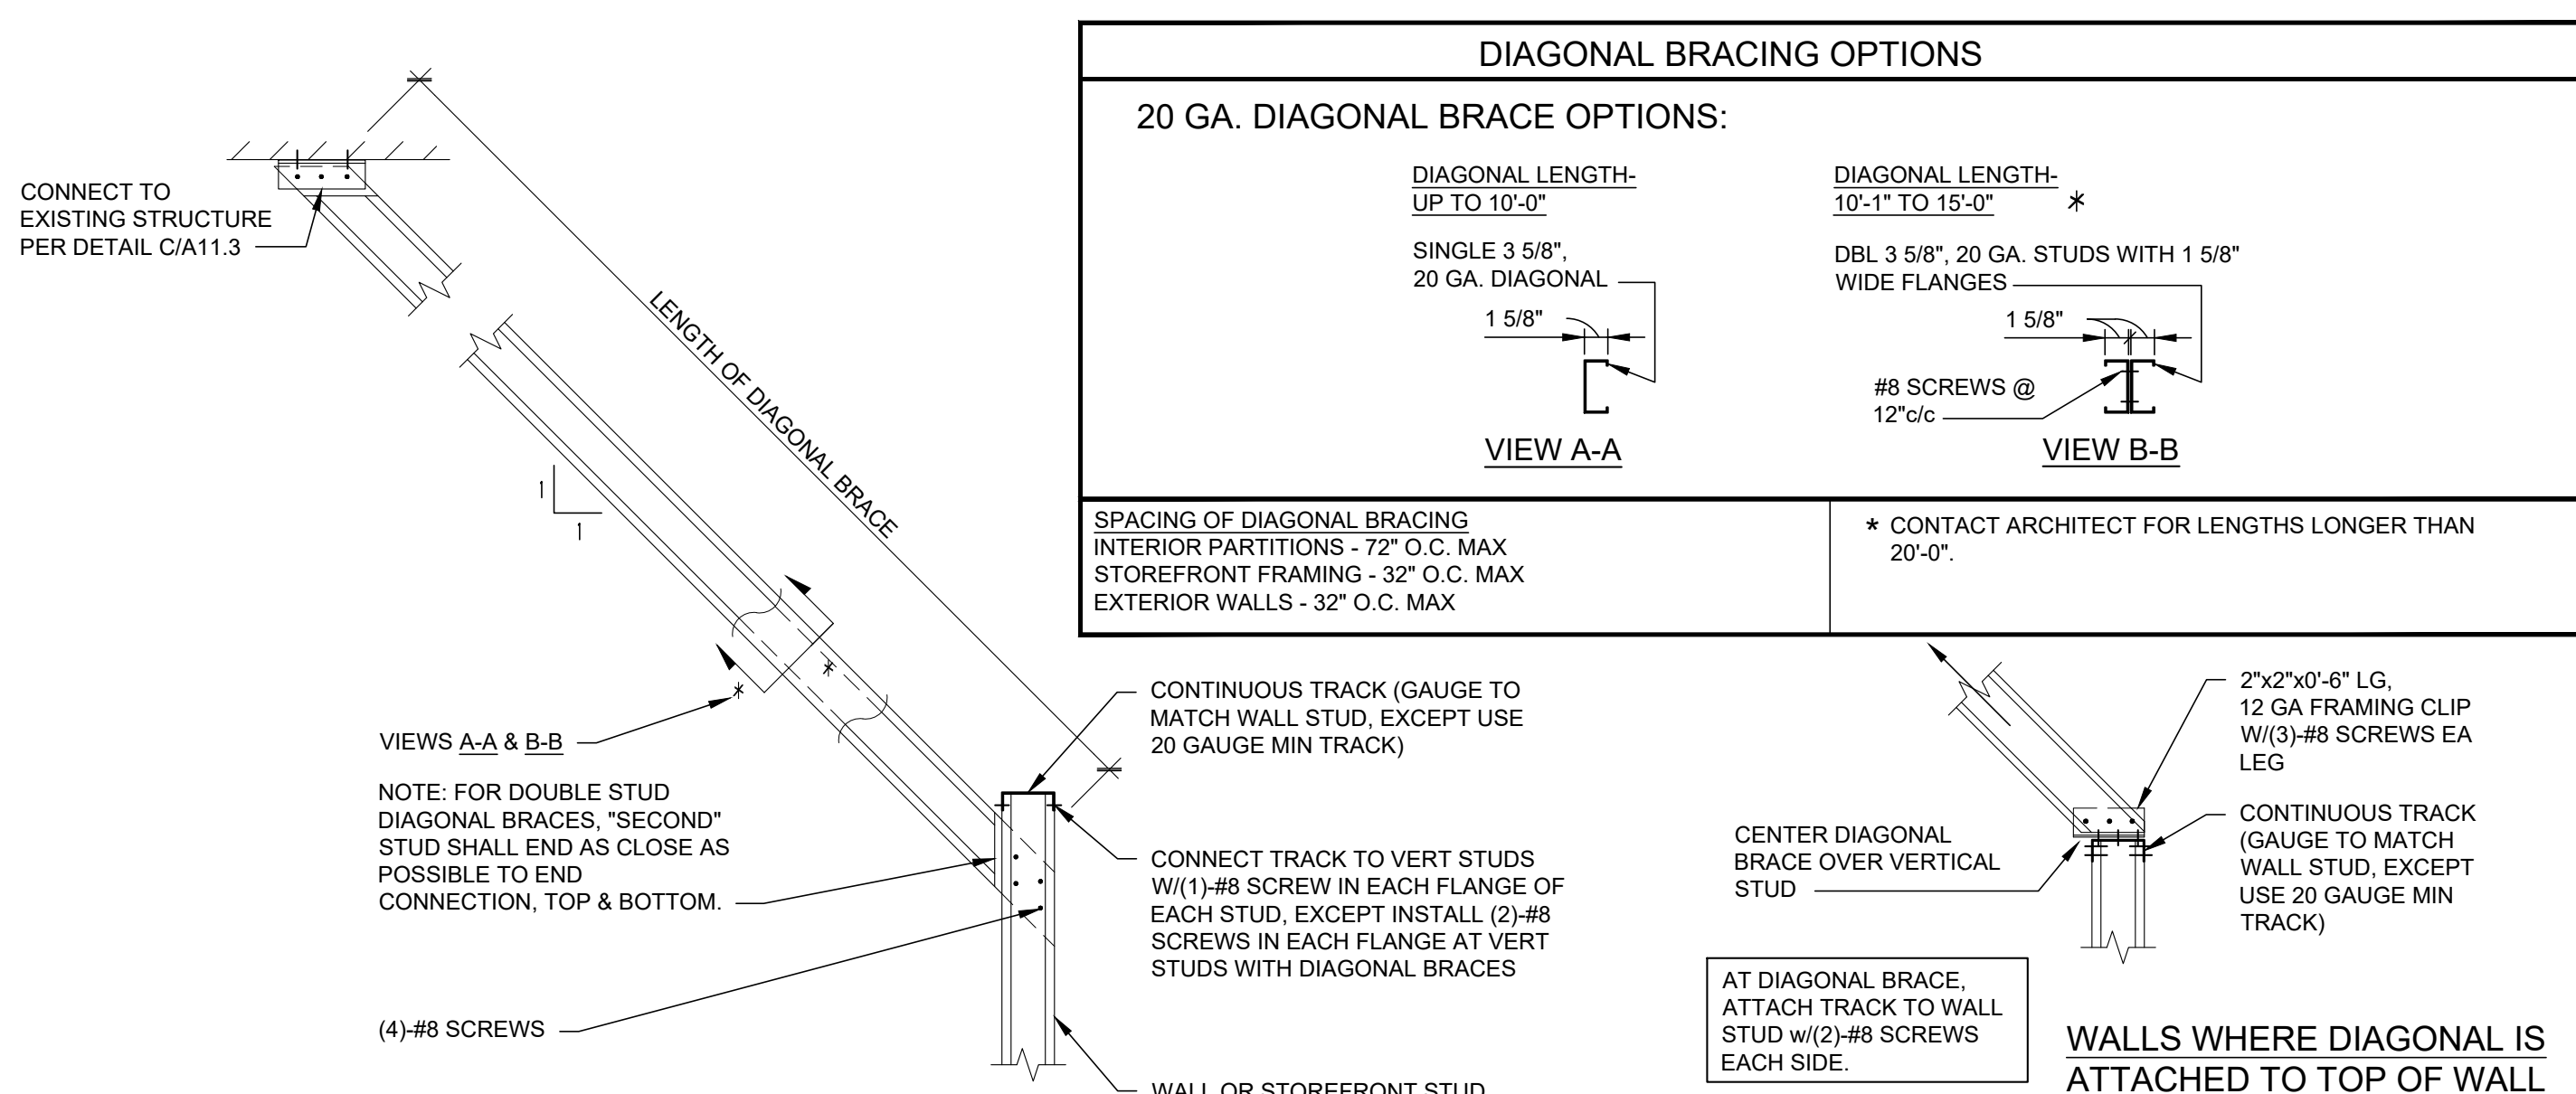 DIAGONAL BRACING OPTIONS
20 GA. DIAGONAL BRACE OPTIONS:
DIAGONAL LENGTH-
UP TO 10'-0"
SINGLE 3 5/8",
20 GA. DIAGONAL
1 5/8"
VIEW A-A
DIAGONAL LENGTH-
10'-1" TO 15'-0" *
DBL 3 5/8", 20 GA. STUDS WITH 1 5/8"
WIDE FLANGES
1 5/8"
#8 SCREWS @
12"c/c
VIEW B-B
SPACING OF DIAGONAL BRACING
INTERIOR PARTITIONS - 72" O.C. MAX
STOREFRONT FRAMING - 32" O.C. MAX
EXTERIOR WALLS - 32" O.C. MAX
* CONTACT ARCHITECT FOR LENGTHS LONGER THAN
20'-0".
CONNECT TO
EXISTING STRUCTURE
PER DETAIL C/A11.3
LENGTH OF DIAGONAL BRACE
1
1
*
*
VIEWS A-A & B-B
NOTE: FOR DOUBLE STUD
DIAGONAL BRACES, "SECOND"
STUD SHALL END AS CLOSE AS
POSSIBLE TO END
CONNECTION, TOP & BOTTOM.
(4)-#8 SCREWS
CONTINUOUS TRACK (GAUGE TO
MATCH WALL STUD, EXCEPT USE
20 GAUGE MIN TRACK)
CONNECT TRACK TO VERT STUDS
W/(1)-#8 SCREW IN EACH FLANGE OF
EACH STUD, EXCEPT INSTALL (2)-#8
SCREWS IN EACH FLANGE AT VERT
STUDS WITH DIAGONAL BRACES
WALL OR STOREFRONT STUD
2"x2"x0'-6" LG,
12 GA FRAMING CLIP
W/(3)-#8 SCREWS EA
LEG
CENTER DIAGONAL
BRACE OVER VERTICAL
STUD
CONTINUOUS TRACK
(GAUGE TO MATCH
WALL STUD, EXCEPT
USE 20 GAUGE MIN
TRACK)
AT DIAGONAL BRACE,
ATTACH TRACK TO WALL
STUD w/(2)-#8 SCREWS
EACH SIDE.
WALLS WHERE DIAGONAL IS
ATTACHED TO TOP OF WALL